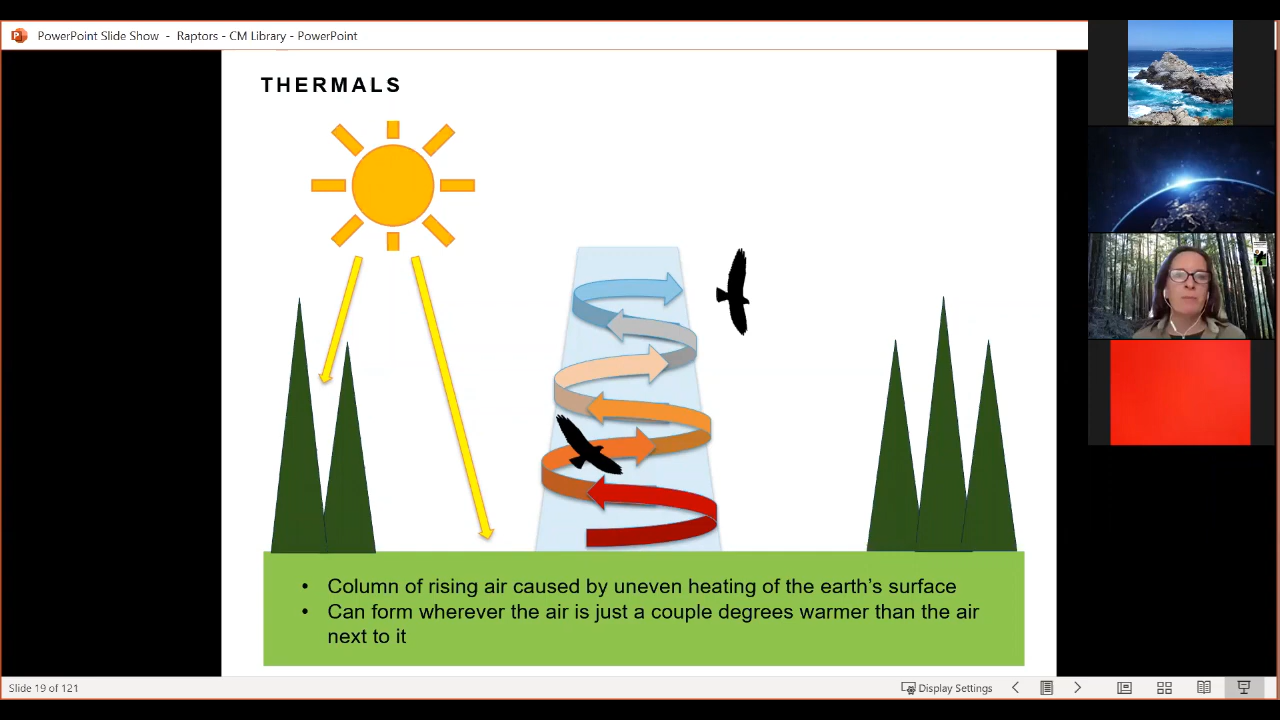 PowerPoint Slide Show - Raptors - CM Library - PowerPoint
THERMALS
• Column of rising air caused by uneven heating of the earth’s surface
• Can form wherever the air is just a couple degrees warmer than the air
next to it
Slide 19 of 121
Display Settings